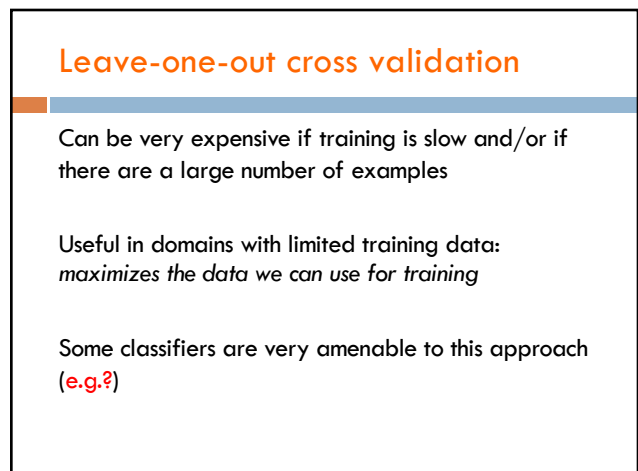 Leave-one-out cross validation
Can be very expensive if training is slow and/or if
there are a large number of examples
Useful in domains with limited training data:
maximizes the data we can use for training
Some classifiers are very amenable to this approach
(e.g.?)